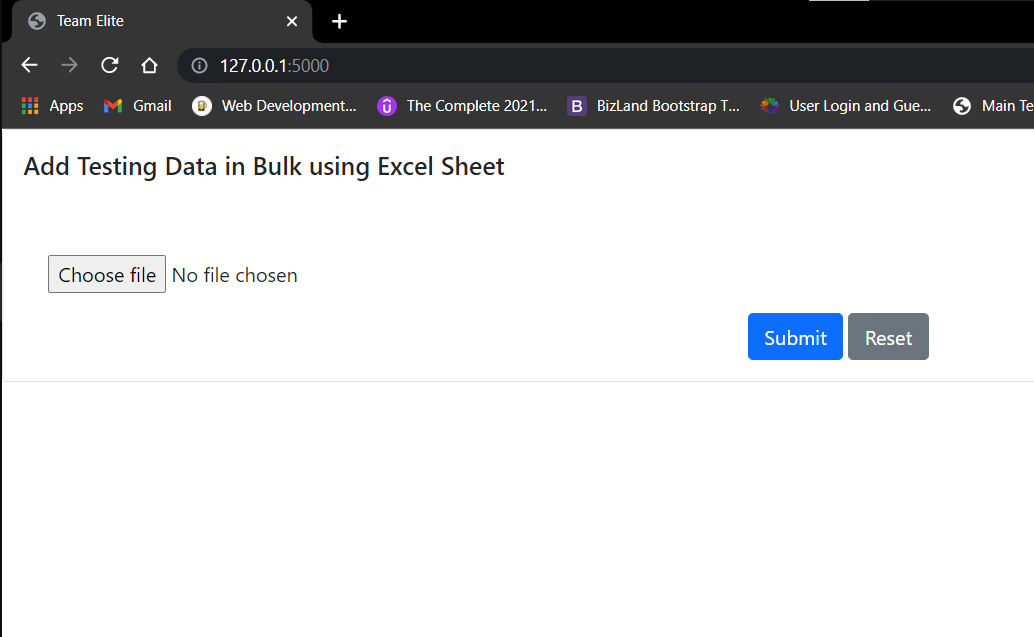 Team Elite
127.0.0.1:5000
Apps Gmail Web Development... The Complete 2021... BizLand Bootstrap T... User Login and Gue... Main Te
Add Testing Data in Bulk using Excel Sheet
Choose file No file chosen
Submit Reset